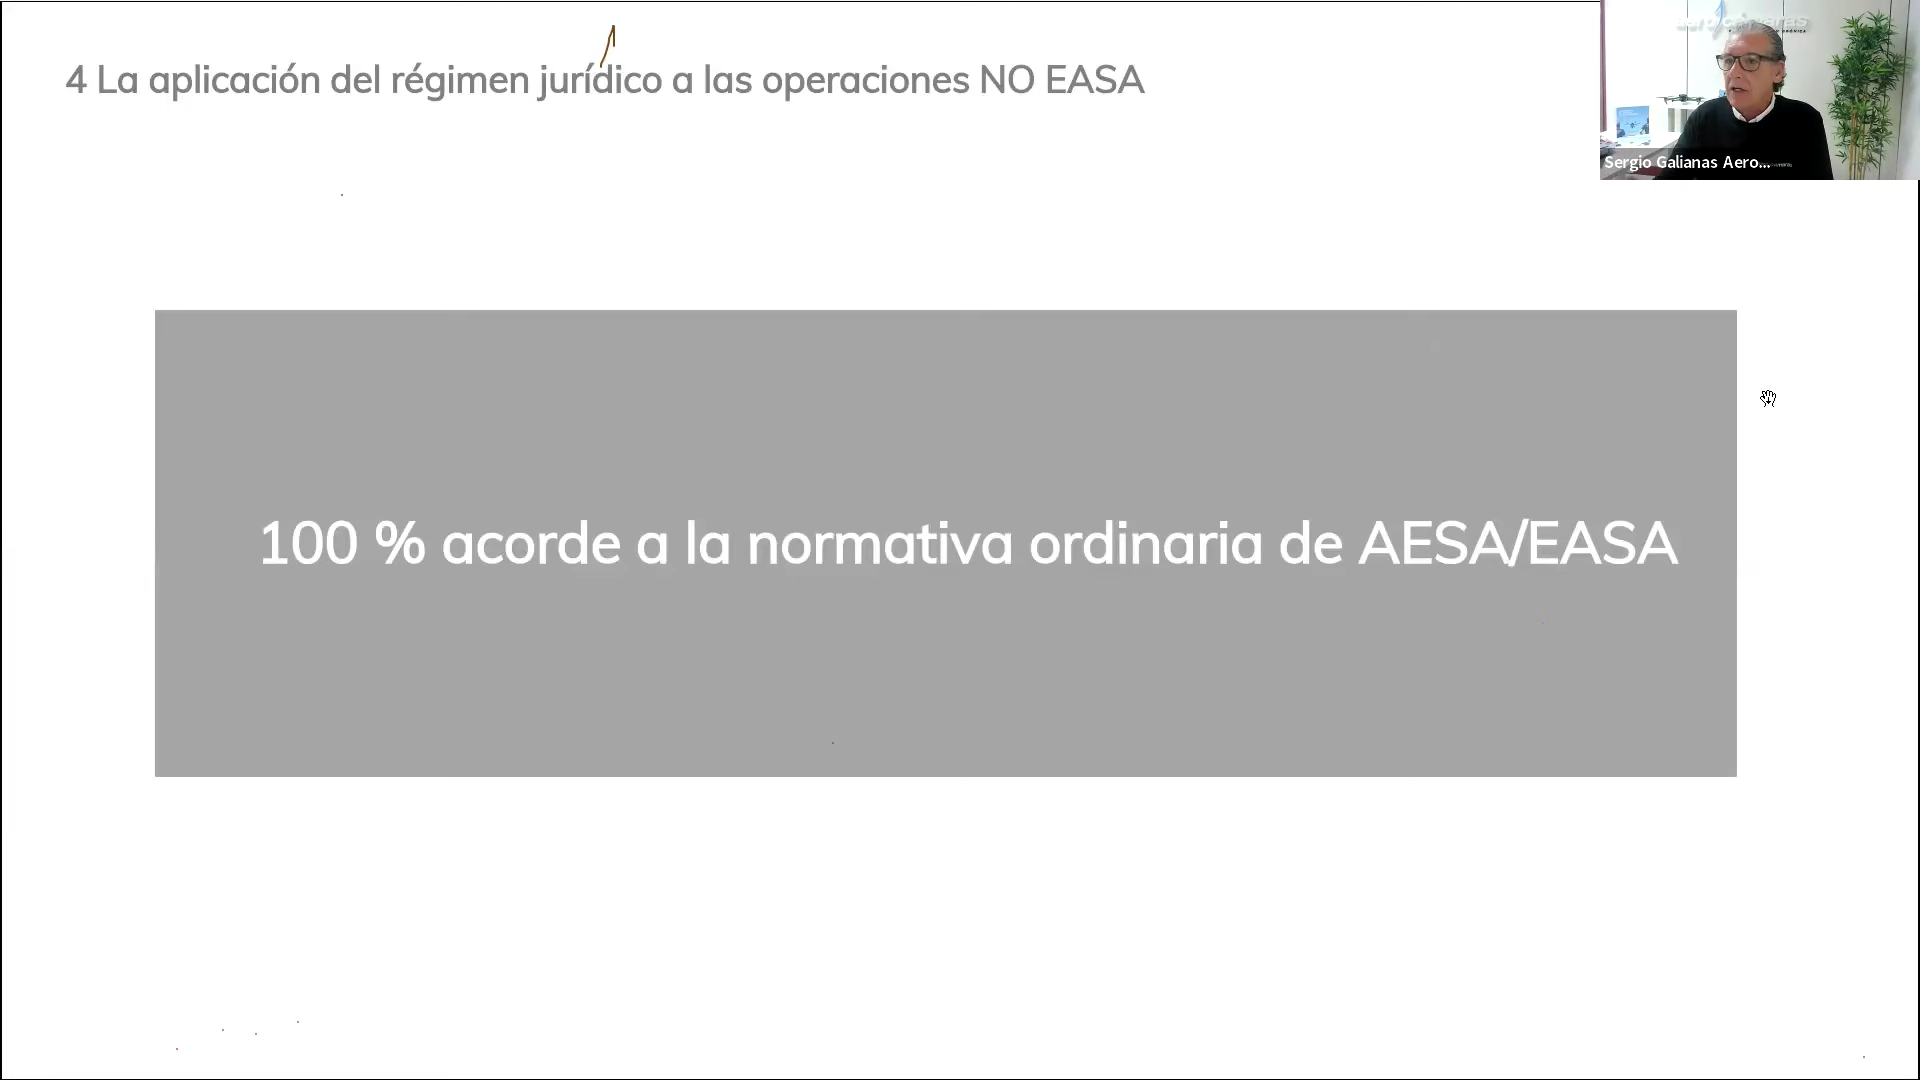 4 La aplicación del régimen jurídico a las operaciones NO EASA
aerocámaras
Sergio Galianas Aero...
100 % acorde a la normativa ordinaria de AESA/EASA